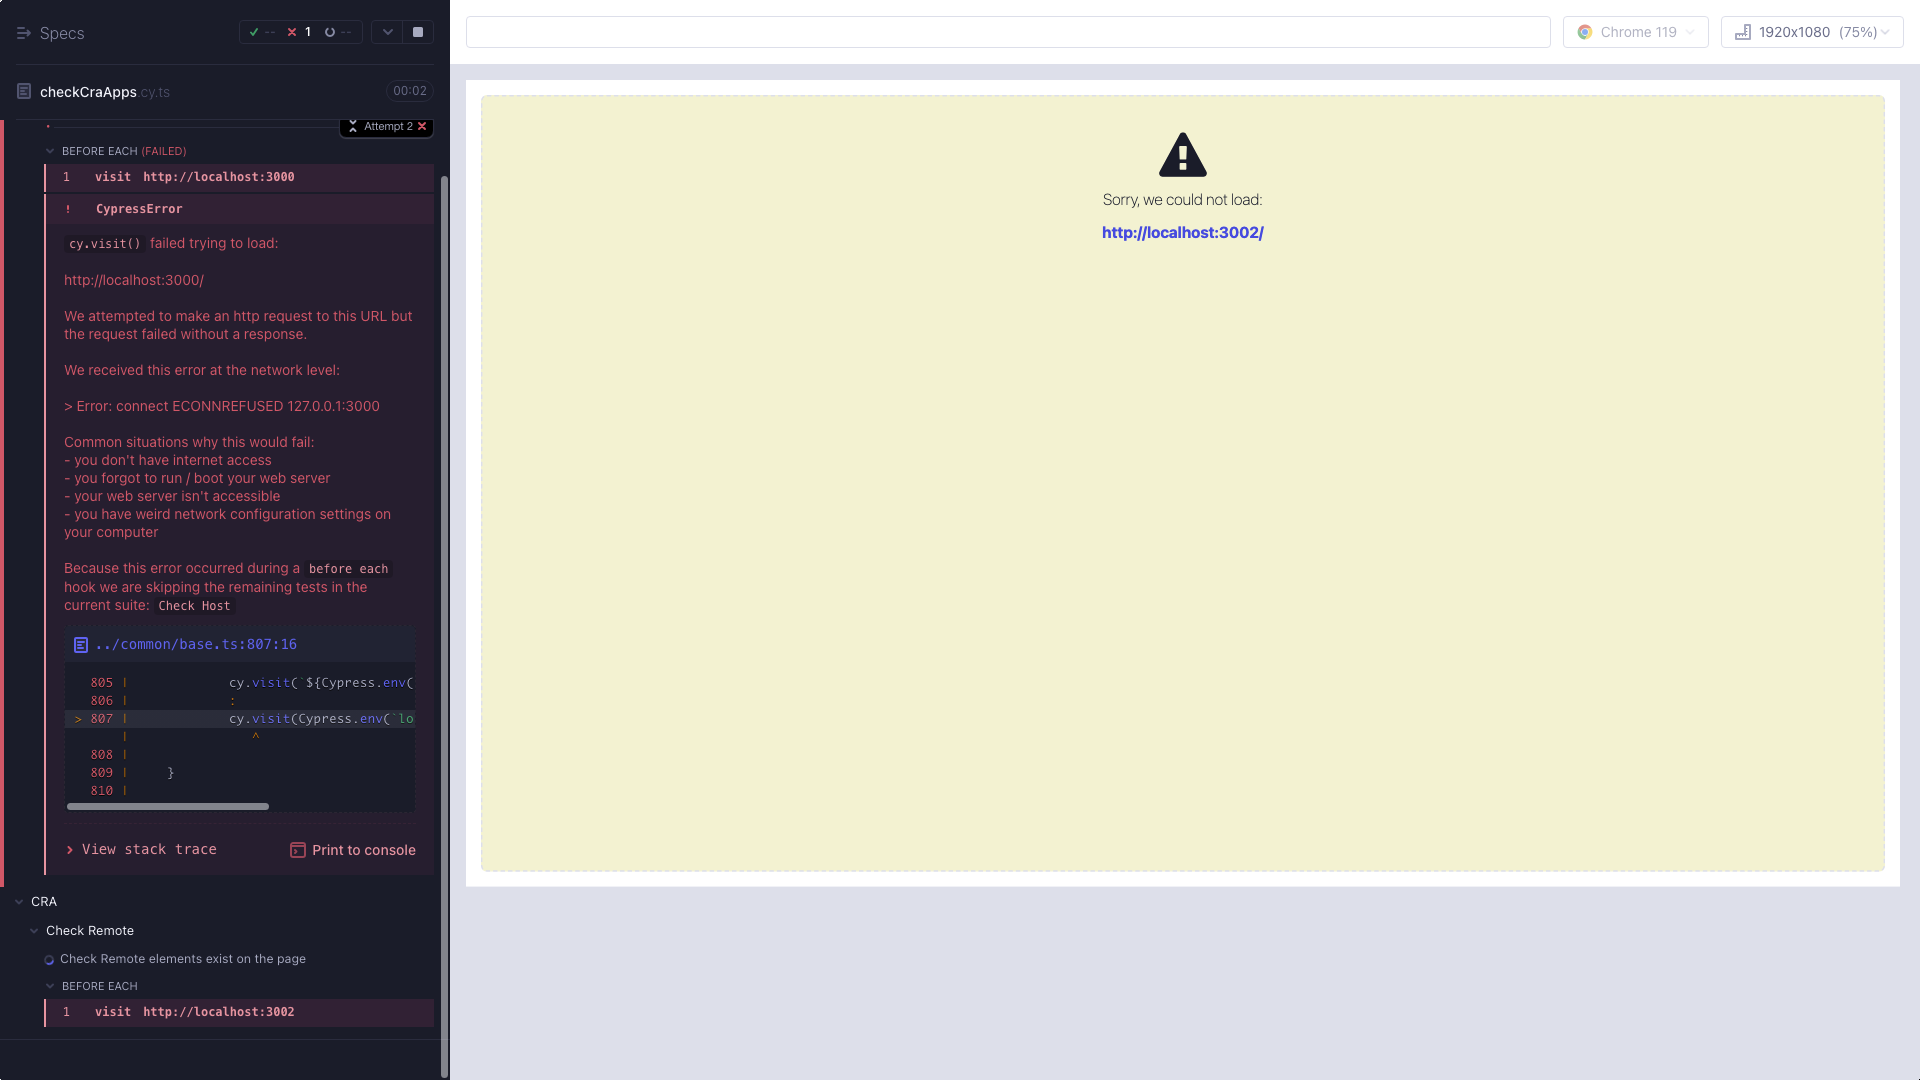 Specs
-- 1 --
checkCraApps cy.ts 00:02
Attempt 2
BEFORE EACH (FAILED)
1 visit http://localhost:3000
! CypressError
cy.visit() failed trying to load:
http://localhost:3000/
We attempted to make an http request to this URL but
the request failed without a response.
We received this error at the network level:
> Error: connect ECONNREFUSED 127.0.0.1:3000
Common situations why this would fail:
- you don't have internet access
- you forgot to run / boot your web server
- your web server isn't accessible
- you have weird network configuration settings on
your computer
Because this error occurred during a before each
hook we are skipping the remaining tests in the
current suite: Check Host
../common/base.ts:807:16
805 | cy.visit(`${Cypress.env(
806 | :
> 807 | cy.visit(Cypress.env(`lo
| ^
808 |
809 | }
810 |
View stack trace
Print to console
CRA
Check Remote
Check Remote elements exist on the page
BEFORE EACH
1 visit http://localhost:3002
Chrome 119
1920x1080 (75%)
Sorry, we could not load:
http://localhost:3002/